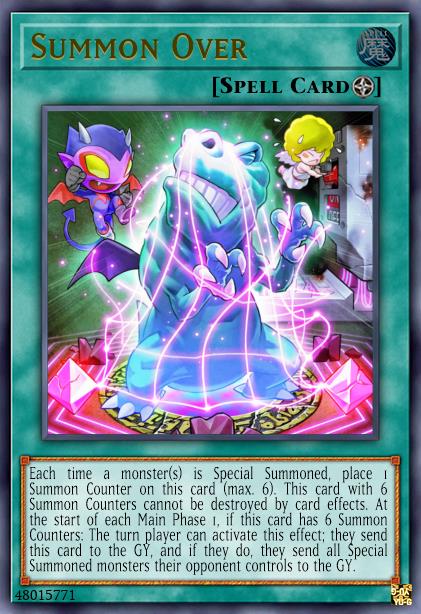 Summon Over
魔
[Spell Card]
Each time a monster(s) is Special Summoned, place 1
Summon Counter on this card (max. 6). This card with 6
Summon Counters cannot be destroyed by card effects. At
the start of each Main Phase 1, if this card has 6 Summon
Counters: The turn player can activate this effect; they send
this card to the GY, and if they do, they send all Special
Summoned monsters their opponent controls to the GY.
48015771